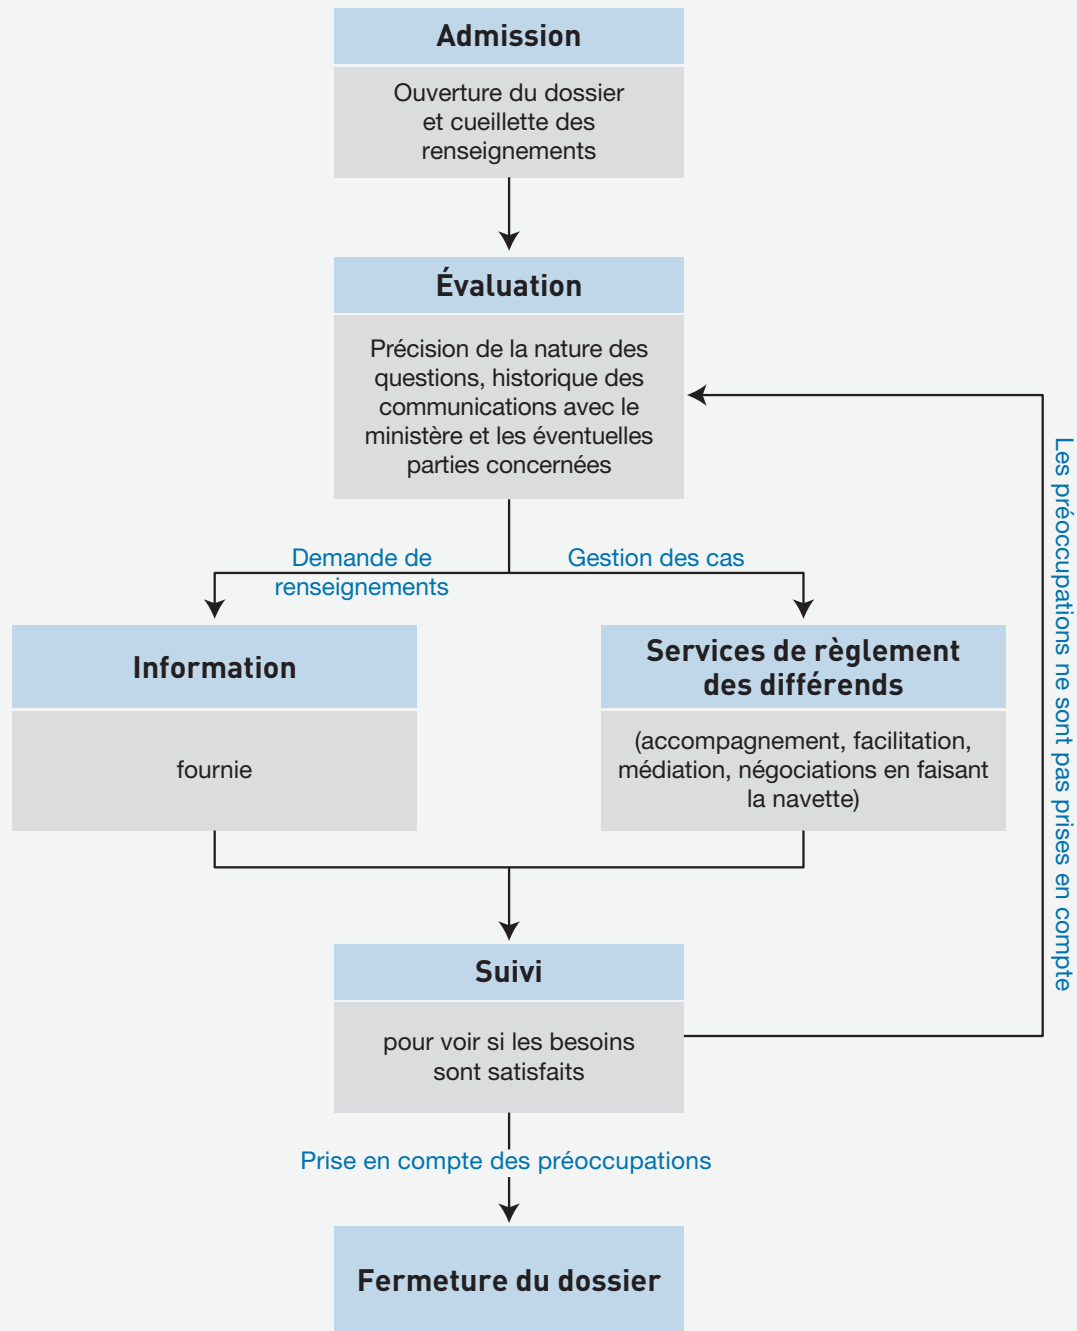 Admission
Ouverture du dossier
et cueillette des
renseignements
Évaluation
Précision de la nature des
questions, historique des
communications avec le
ministère et les éventuelles
parties concernées
Demande de
renseignements
Gestion des cas
Information
fournie
Services de règlement
des différends
(accompagnement, facilitation,
médiation, négociations en faisant
la navette)
Suivi
pour voir si les besoins
sont satisfaits
Les préoccupations ne sont pas prises en compte
Prise en compte des préoccupations
Fermeture du dossier